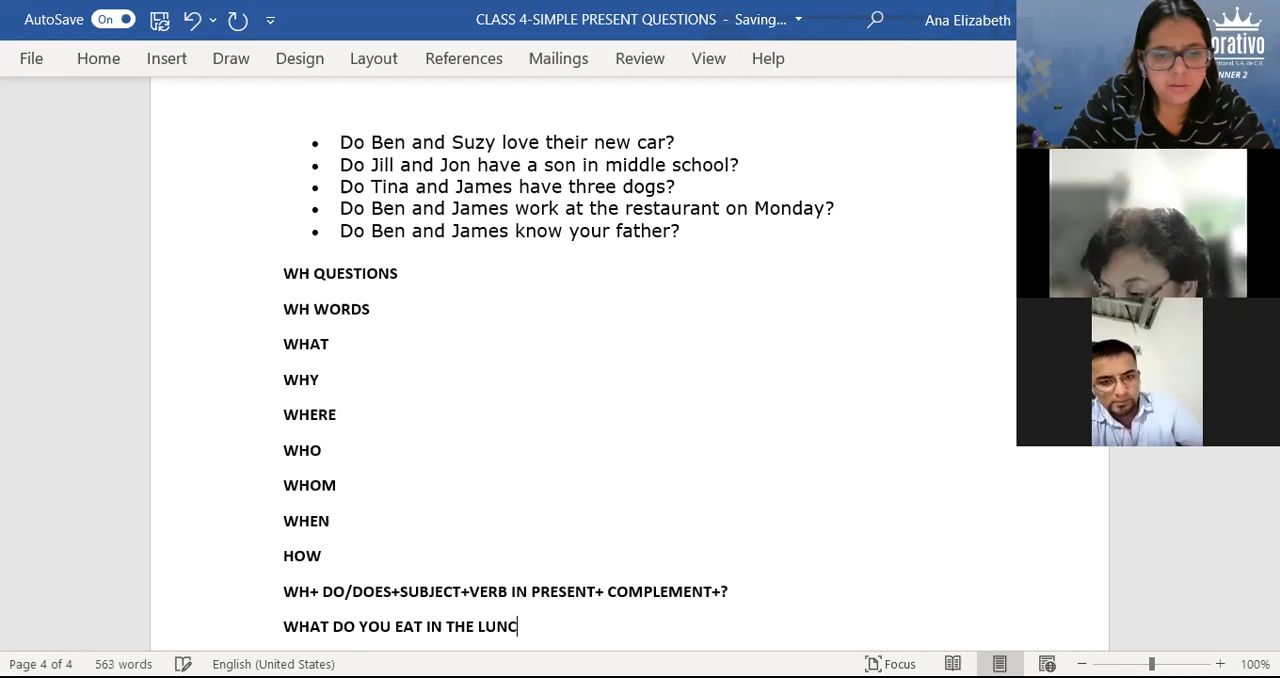 AutoSave On CLASS 4-SIMPLE PRESENT QUESTIONS - Saving... Ana Elizabeth
File Home Insert Draw Design Layout References Mailings Review View Help
orativo
NNER 2
• Do Ben and Suzy love their new car?
• Do Jill and Jon have a son in middle school?
• Do Tina and James have three dogs?
• Do Ben and James work at the restaurant on Monday?
• Do Ben and James know your father?
WH QUESTIONS
WH WORDS
WHAT
WHY
WHERE
WHO
WHOM
WHEN
HOW
WH+ DO/DOES+SUBJECT+VERB IN PRESENT+ COMPLEMENT+?
WHAT DO YOU EAT IN THE LUNC
Page 4 of 4 563 words English (United States) Focus 100%